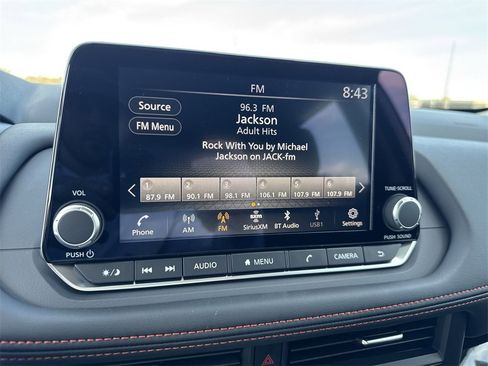 FM
8:43
Source
96.3 FM
Jackson
FM Menu
Adult Hits
Rock With You by Michael
Jackson on JACK-fm
1 2 3 4 5 6
87.9 FM 90.1 FM 98.1 FM 106.1 FM 107.9 FM 107.9 FM
VOL
TUNE•SCROLL
Phone AM FM SiriusXM BT Audio USB1 Settings
PUSH
PUSH SOUND
AUDIO MENU CAMERA